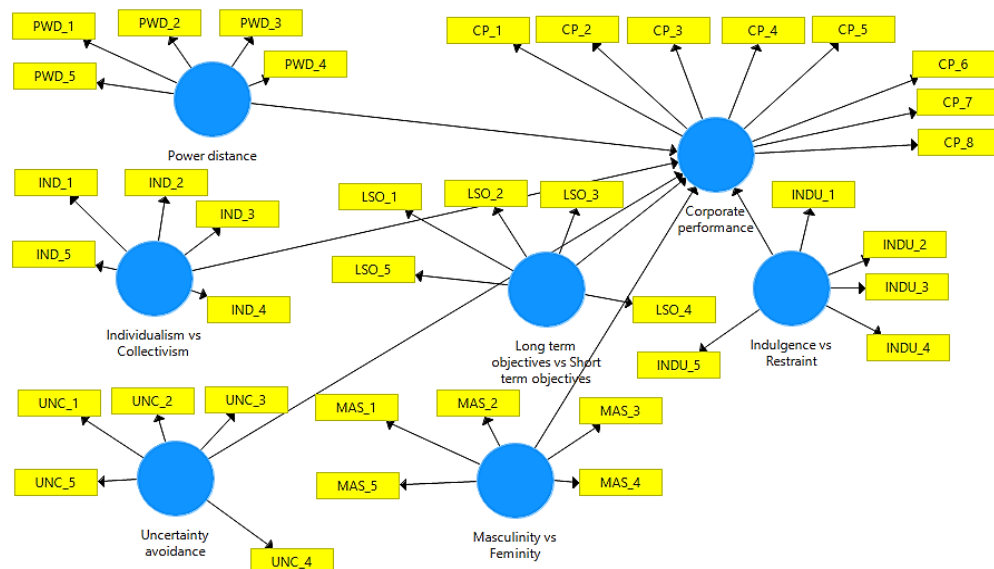 PWD_1
PWD_2
PWD_3
PWD_4
PWD_5
Power distance
CP_1
CP_2
CP_3
CP_4
CP_5
CP_6
CP_7
CP_8
Corporate
performance
IND_1
IND_2
IND_3
IND_5
IND_4
Individualism vs
Collectivism
LSO_1
LSO_2
LSO_3
LSO_5
LSO_4
Long term
objectives vs Short
term objectives
INDU_1
INDU_2
INDU_3
INDU_4
INDU_5
Indulgence vs
Restraint
UNC_1
UNC_2
UNC_3
UNC_5
UNC_4
Uncertainty
avoidance
MAS_1
MAS_2
MAS_3
MAS_5
MAS_4
Masculinity vs
Feminity